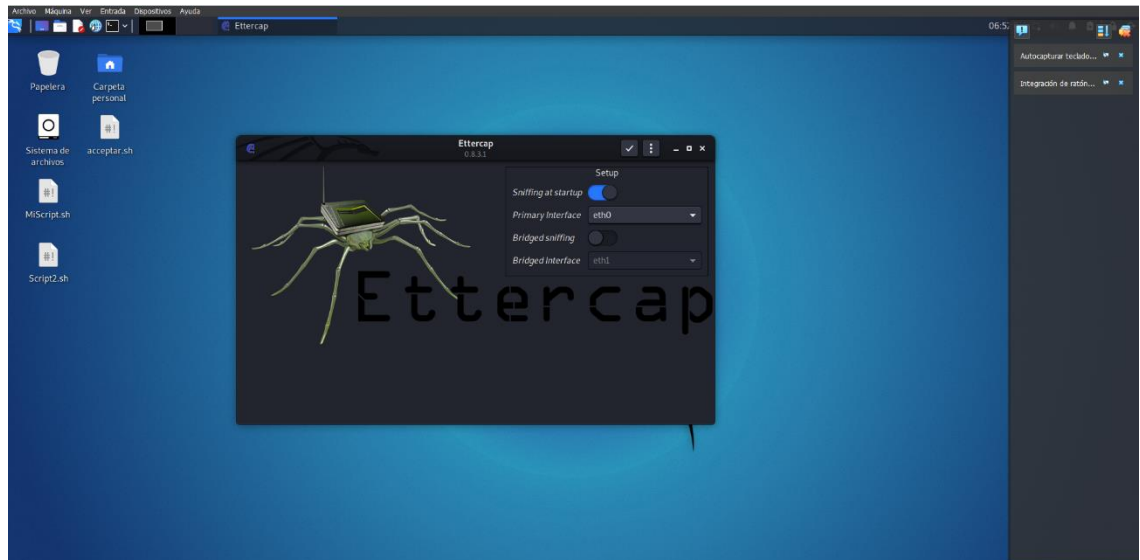 Archivo Máquina Ver Entrada Dispositivos Ayuda
Ettercap
06:5
Autocapturar teclado...
Integración de ratón...
Papelera
Carpeta
personal
Sistema de
archivos
#!
acceptar.sh
#!
MiScript.sh
#!
Script2.sh
Ettercap
0.8.3.1
Setup
Sniffing at startup
Primary Interface eth0
Bridged sniffing
Bridged Interface eth1
Ettercap